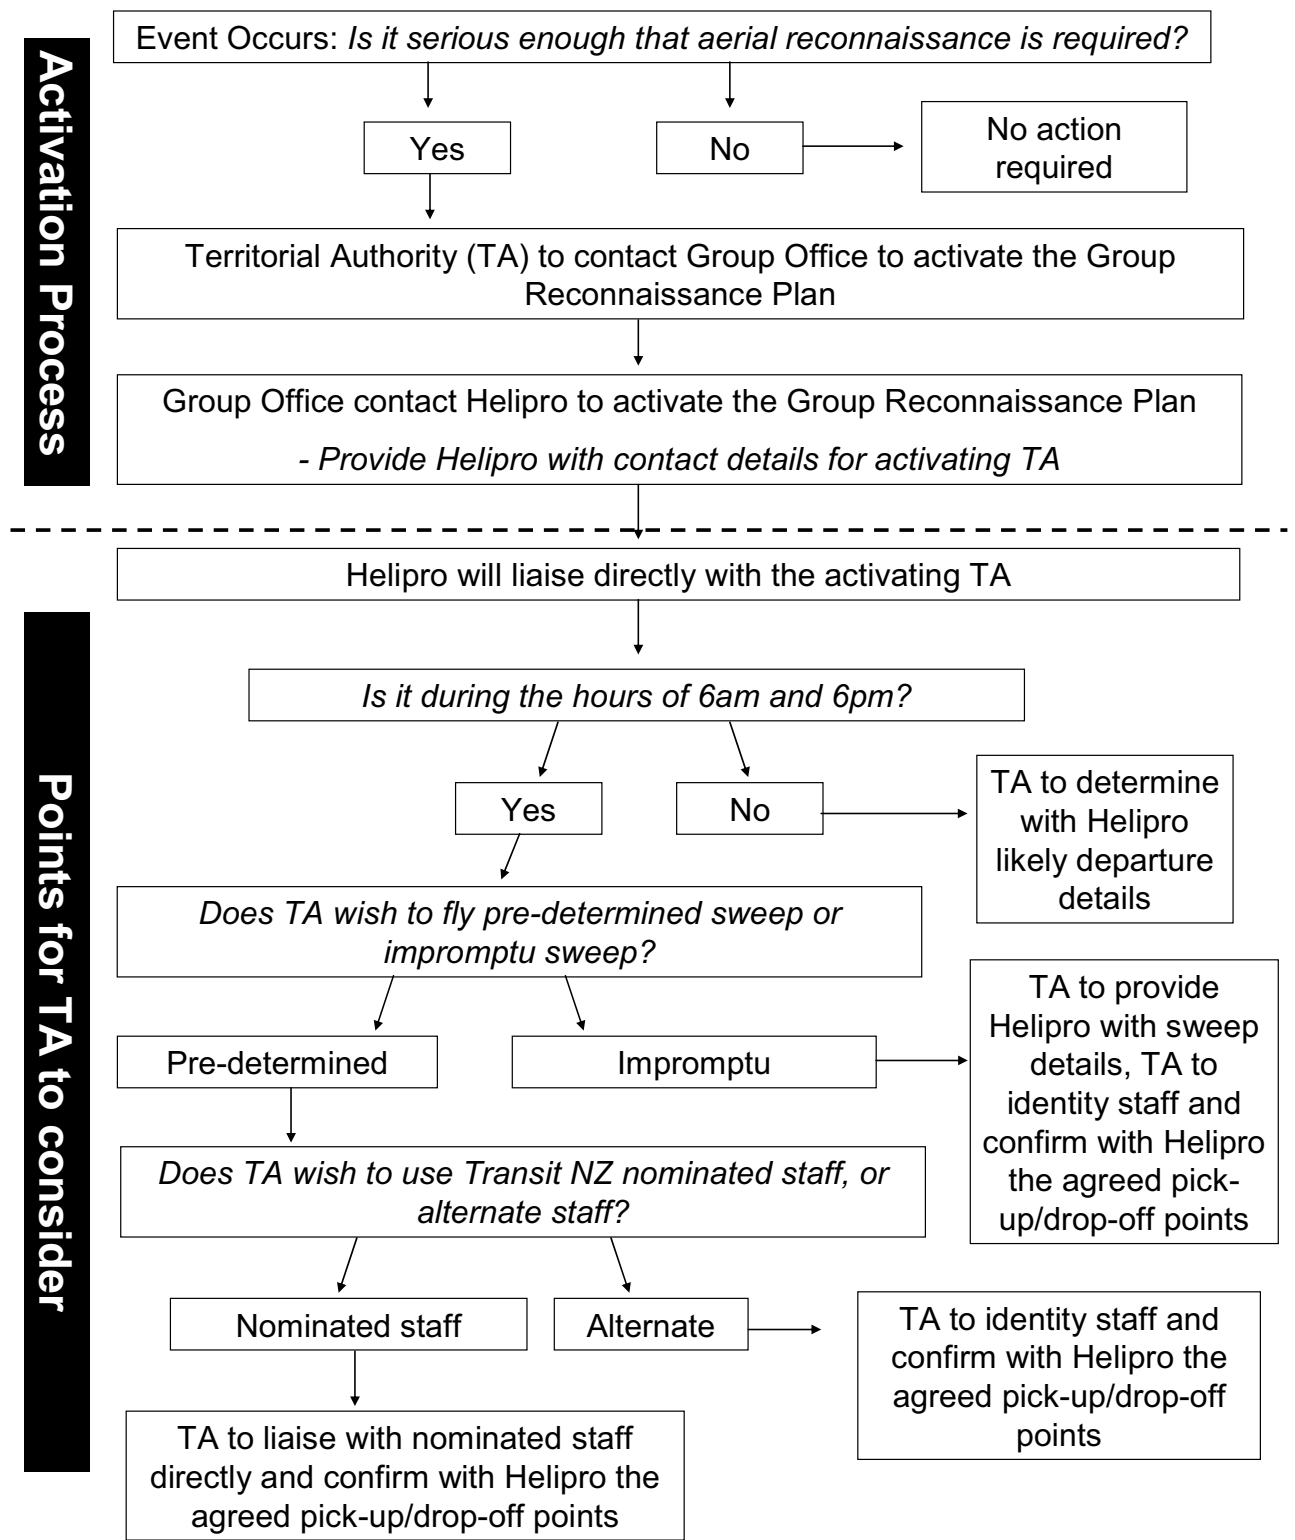 Activation Process
Event Occurs: Is it serious enough that aerial reconnaissance is required?
Yes
No
No action
required
Territorial Authority (TA) to contact Group Office to activate the Group
Reconnaissance Plan
Group Office contact Helipro to activate the Group Reconnaissance Plan
- Provide Helipro with contact details for activating TA
Points for TA to consider
Helipro will liaise directly with the activating TA
Is it during the hours of 6am and 6pm?
Yes
No
TA to determine
with Helipro
likely departure
details
Does TA wish to fly pre-determined sweep or
impromptu sweep?
Pre-determined
Impromptu
TA to provide
Helipro with sweep
details, TA to
identity staff and
confirm with Helipro
the agreed pick-
up/drop-off points
Does TA wish to use Transit NZ nominated staff, or
alternate staff?
Nominated staff
Alternate
TA to identity staff and
confirm with Helipro the
agreed pick-up/drop-off
points
TA to liaise with nominated staff
directly and confirm with Helipro the
agreed pick-up/drop-off points